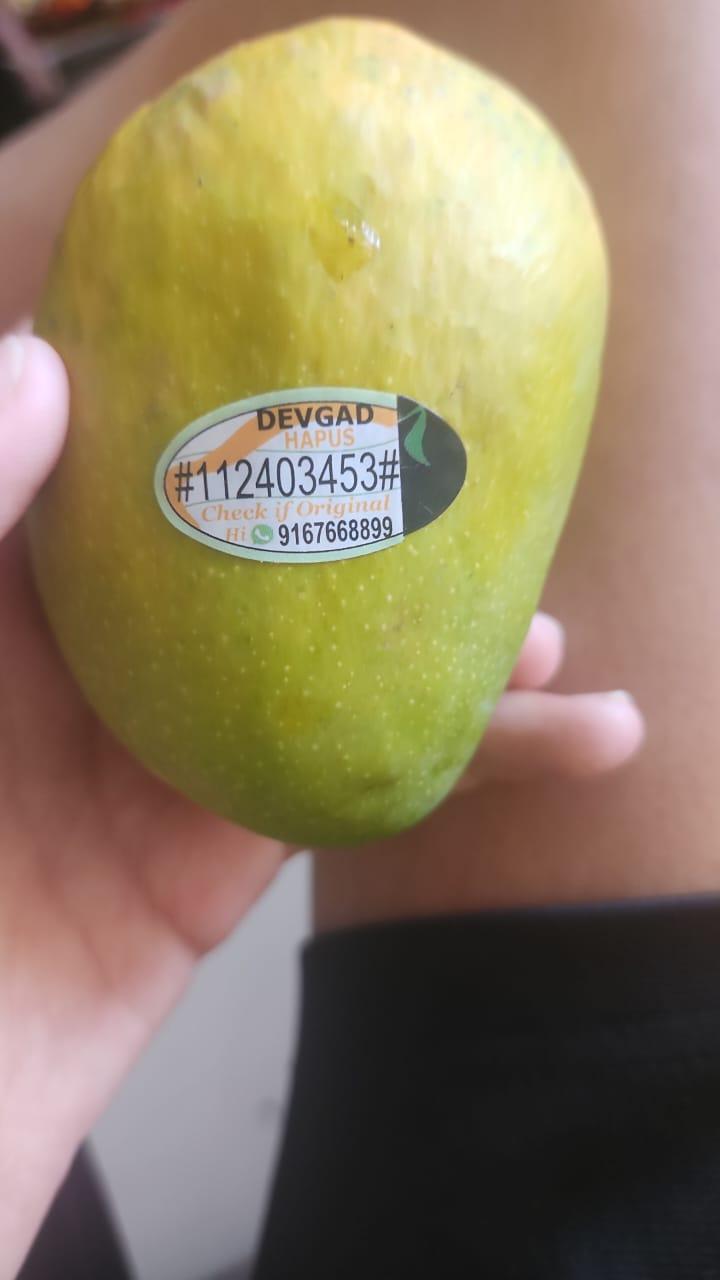 DEVGAD
HAPUS
#112403453#
Check if Original
Hi 9167668899